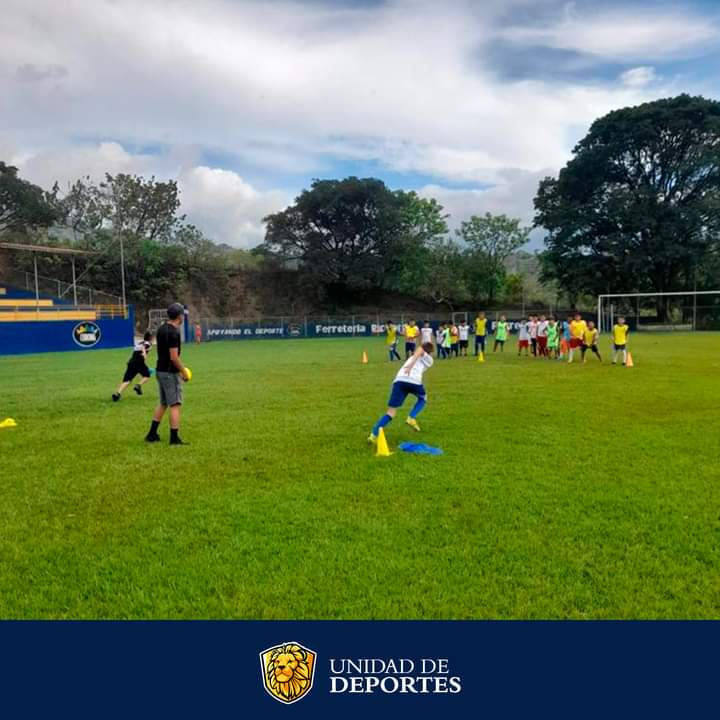 APOYANDO EL DEPORTE
Ferretería R
UNIDAD DE
DEPORTES